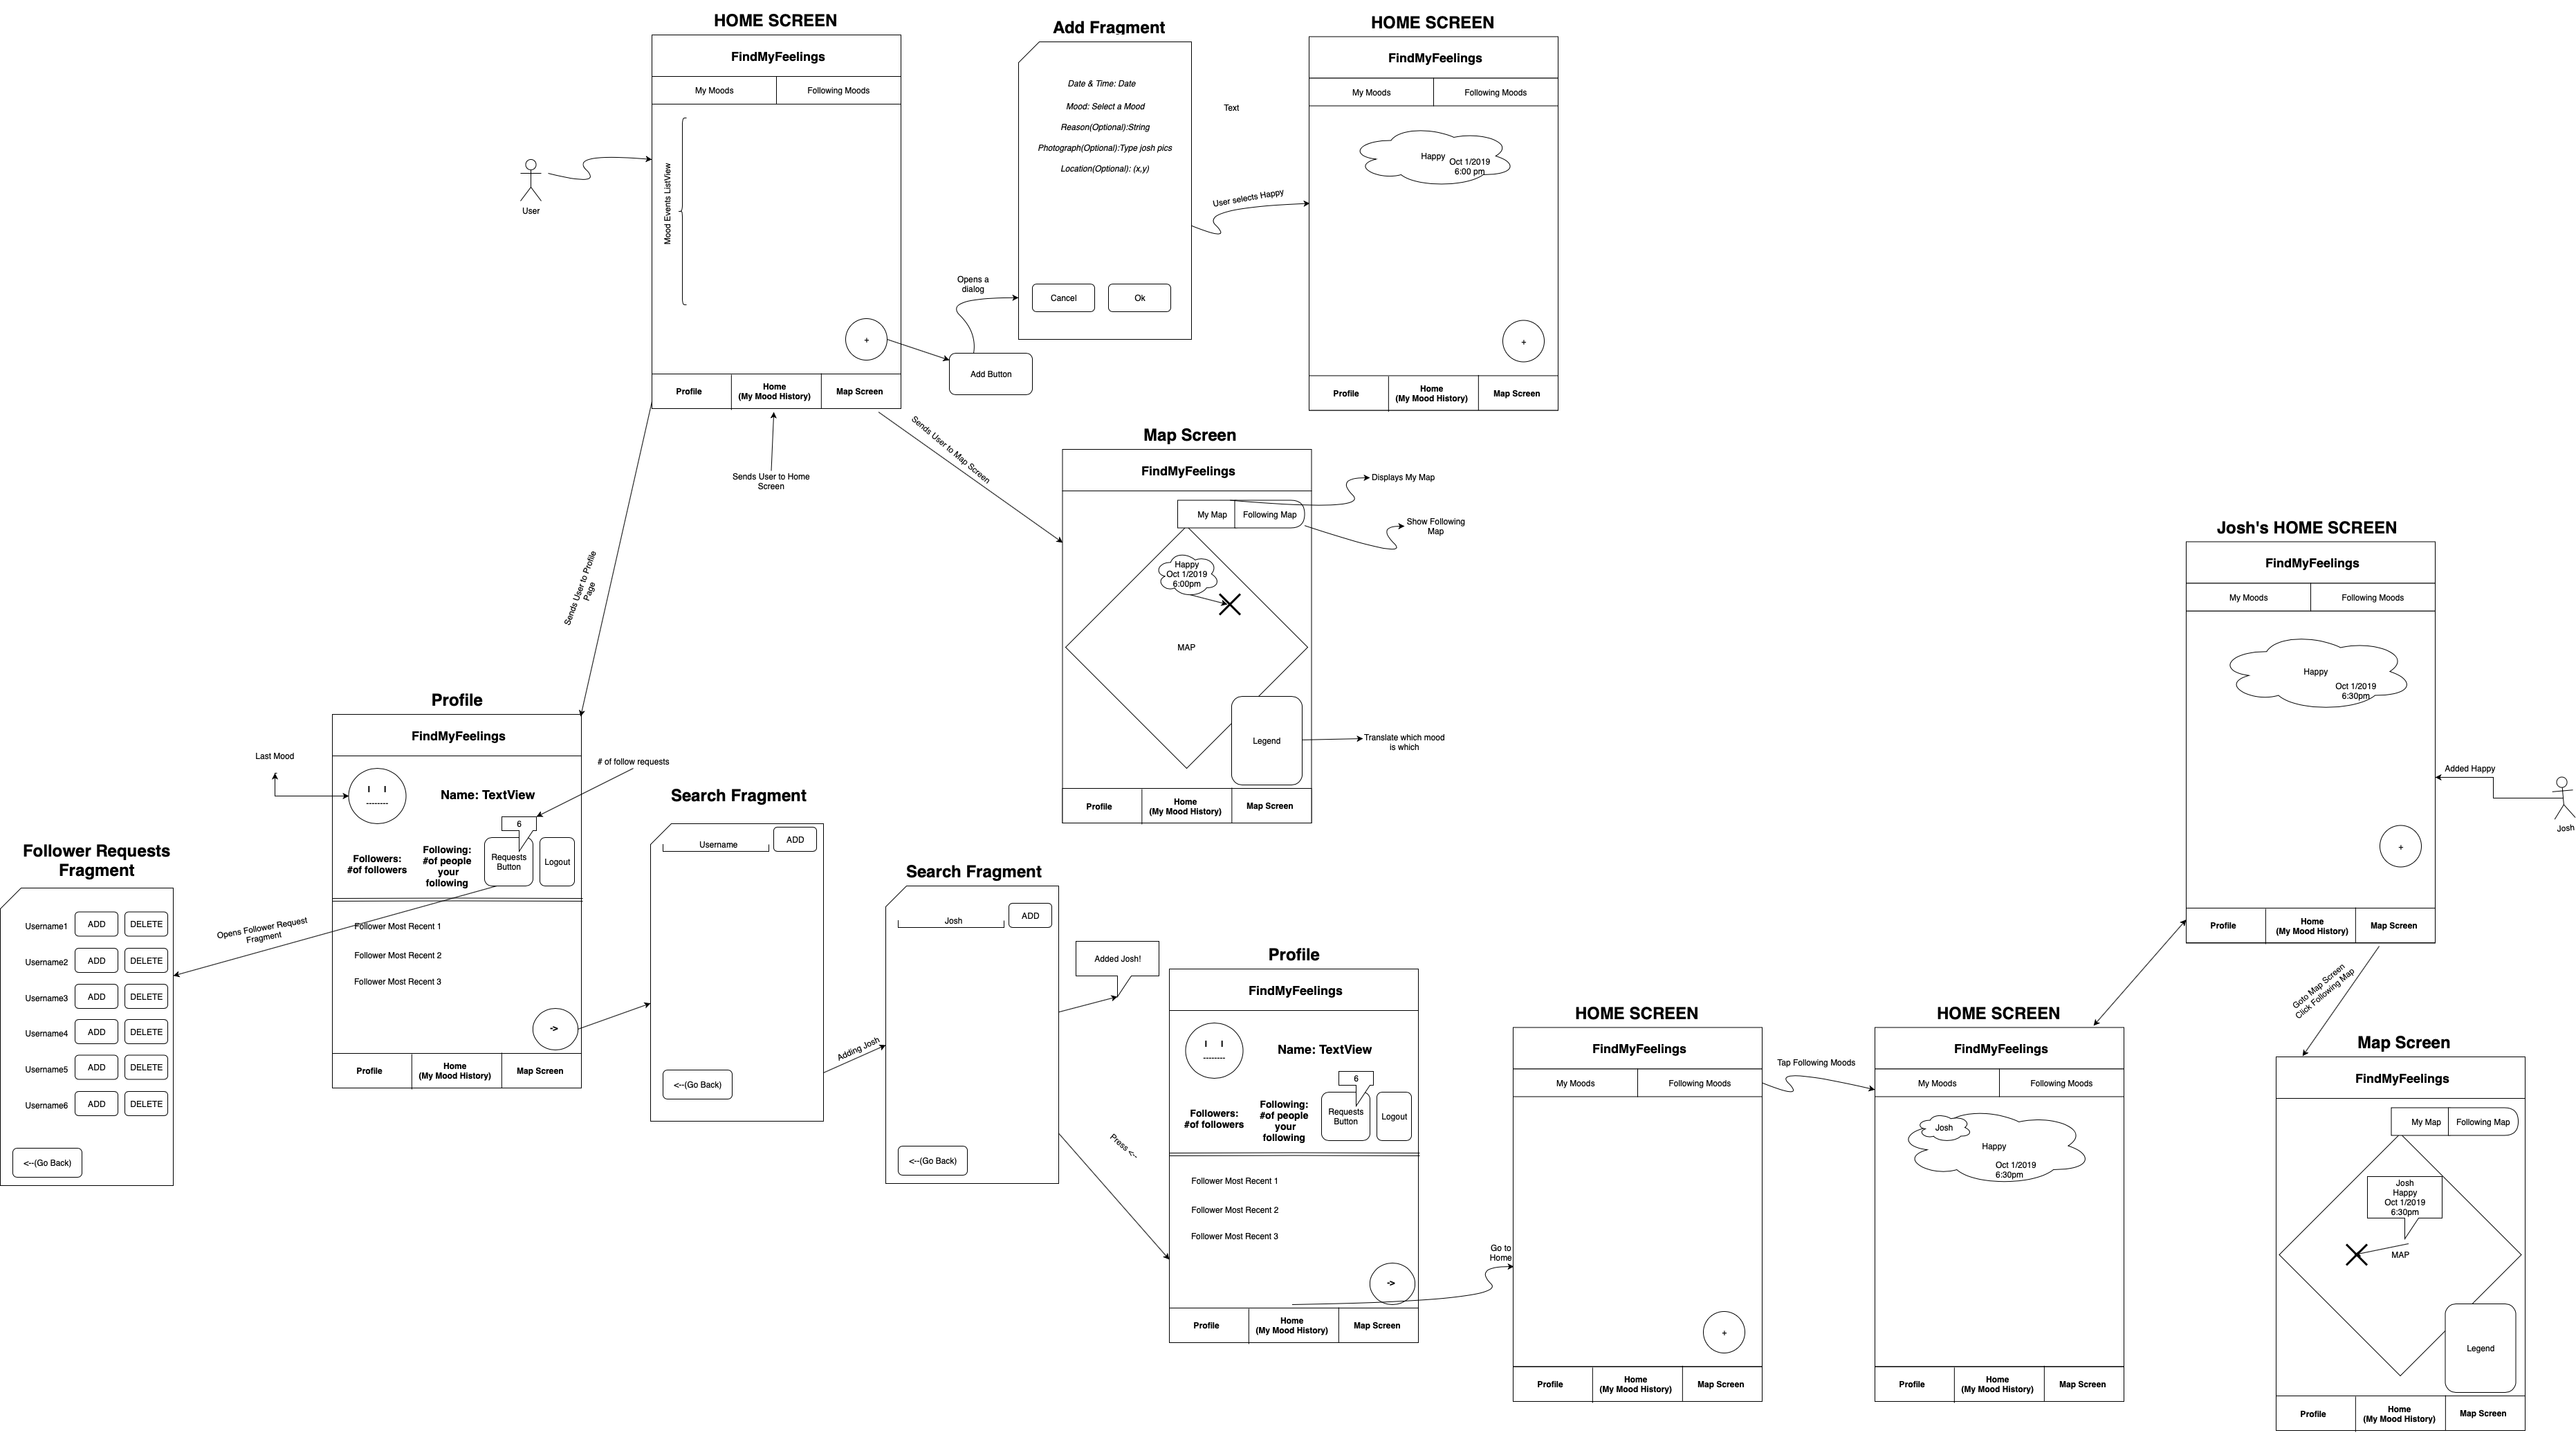 HOME SCREEN
FindMyFeelings
My Moods
Following Moods
Mood Events ListView
+
Profile
Home
(My Mood History)
Map Screen
User
Add Button
Opens a
dialog
Add Fragment
Date & Time: Date
Mood: Select a Mood
Reason(Optional):String
Photograph(Optional):Type josh pics
Location(Optional): (x,y)
Cancel
Ok
Text
User selects Happy
HOME SCREEN
FindMyFeelings
My Moods
Following Moods
Happy
Oct 1/2019
6:00 pm
+
Profile
Home
(My Mood History)
Map Screen
Sends User to Home
Screen
Sends User to Map Screen
Sends User to Profile
Page
Map Screen
FindMyFeelings
My Map
Following Map
Displays My Map
Show Following
Map
Happy
Oct 1/2019
6:00pm
MAP
Legend
Translate which mood
is which
Profile
Home
(My Mood History)
Map Screen
Profile
FindMyFeelings
Last Mood
I I
--------
Name: TextView
# of follow requests
6
Followers:
#of followers
Following:
#of people
your
following
Requests
Button
Logout
Follower Most Recent 1
Follower Most Recent 2
Follower Most Recent 3
->
Profile
Home
(My Mood History)
Map Screen
Opens Follower Request
Fragment
Follower Requests
Fragment
Username1
ADD
DELETE
Username2
ADD
DELETE
Username3
ADD
DELETE
Username4
ADD
DELETE
Username5
ADD
DELETE
Username6
ADD
DELETE
<--(Go Back)
Search Fragment
Username
ADD
<--(Go Back)
Adding Josh
Search Fragment
Josh
ADD
<--(Go Back)
Added Josh!
Press <--
Profile
FindMyFeelings
I I
--------
Name: TextView
6
Followers:
#of followers
Following:
#of people
your
following
Requests
Button
Logout
Follower Most Recent 1
Follower Most Recent 2
Follower Most Recent 3
->
Profile
Home
(My Mood History)
Map Screen
Go to
Home
HOME SCREEN
FindMyFeelings
My Moods
Following Moods
+
Profile
Home
(My Mood History)
Map Screen
Tap Following Moods
HOME SCREEN
FindMyFeelings
My Moods
Following Moods
Josh
Happy
Oct 1/2019
6:30pm
Profile
Home
(My Mood History)
Map Screen
Josh's HOME SCREEN
FindMyFeelings
My Moods
Following Moods
Happy
Oct 1/2019
6:30pm
+
Profile
Home
(My Mood History)
Map Screen
Added Happy
Josh
Goto Map Screen
Click Following Map
Map Screen
FindMyFeelings
My Map
Following Map
Josh
Happy
Oct 1/2019
6:30pm
MAP
Legend
Profile
Home
(My Mood History)
Map Screen